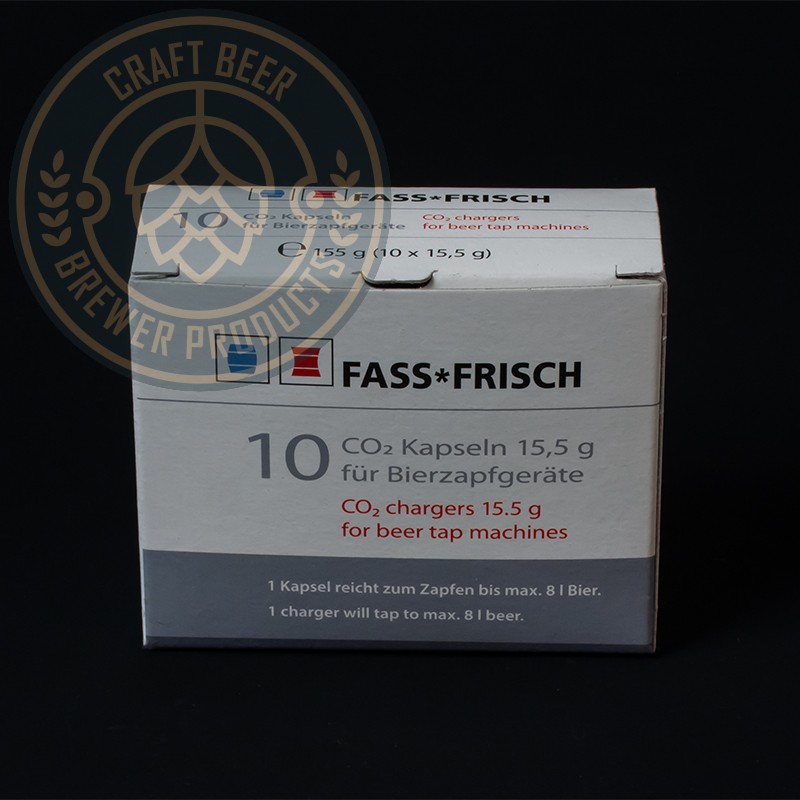 CRAFT BEER
BREWER PRODUCTS
FASS*FRISCH
10 CO₂ Kapseln
für Bierzapfgeräte
CO₂ chargers
for beer tap machines
℮ 155 g (10 x 15,5 g)
FASS*FRISCH
10 CO₂ Kapseln 15,5 g
für Bierzapfgeräte
CO₂ chargers 15.5 g
for beer tap machines
1 Kapsel reicht zum Zapfen bis max. 8 l Bier.
1 charger will tap to max. 8 l beer.